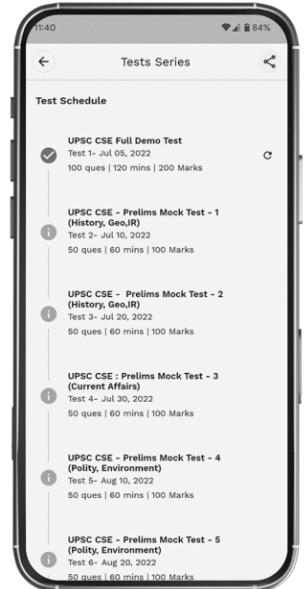 11:40 84%
Tests Series
Test Schedule
UPSC CSE Full Demo Test
Test 1- Jul 05, 2022
100 ques | 120 mins | 200 Marks
UPSC CSE - Prelims Mock Test - 1
(History, Geo,IR)
Test 2- Jul 10, 2022
50 ques | 60 mins | 100 Marks
UPSC CSE - Prelims Mock Test - 2
(History, Geo,IR)
Test 3- Jul 20, 2022
50 ques | 60 mins | 100 Marks
UPSC CSE : Prelims Mock Test - 3
(Current Affairs)
Test 4- Jul 30, 2022
50 ques | 60 mins | 100 Marks
UPSC CSE - Prelims Mock Test - 4
(Polity, Environment)
Test 5- Aug 10, 2022
50 ques | 60 mins | 100 Marks
UPSC CSE - Prelims Mock Test - 5
(Polity, Environment)
Test 6- Aug 20, 2022
50 ques | 60 mins | 100 Marks